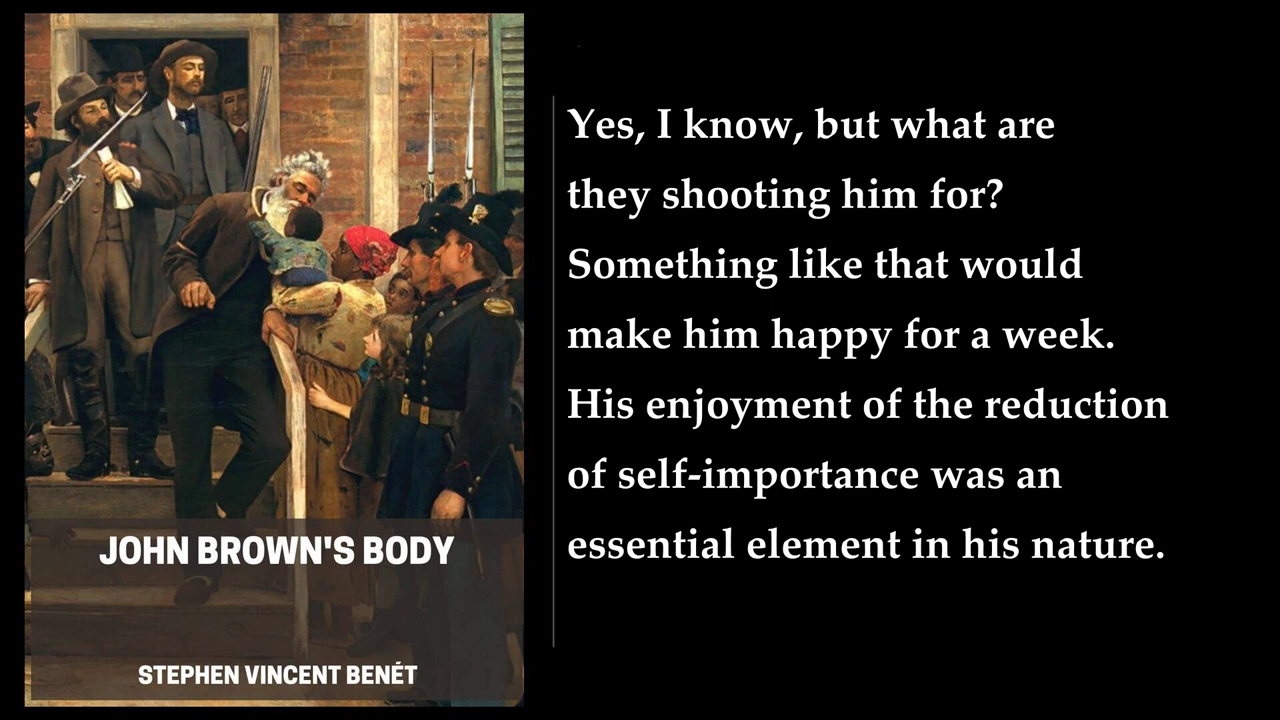 JOHN BROWN'S BODY
STEPHEN VINCENT BENÉT
Yes, I know, but what are
they shooting him for?
Something like that would
make him happy for a week.
His enjoyment of the reduction
of self-importance was an
essential element in his nature.